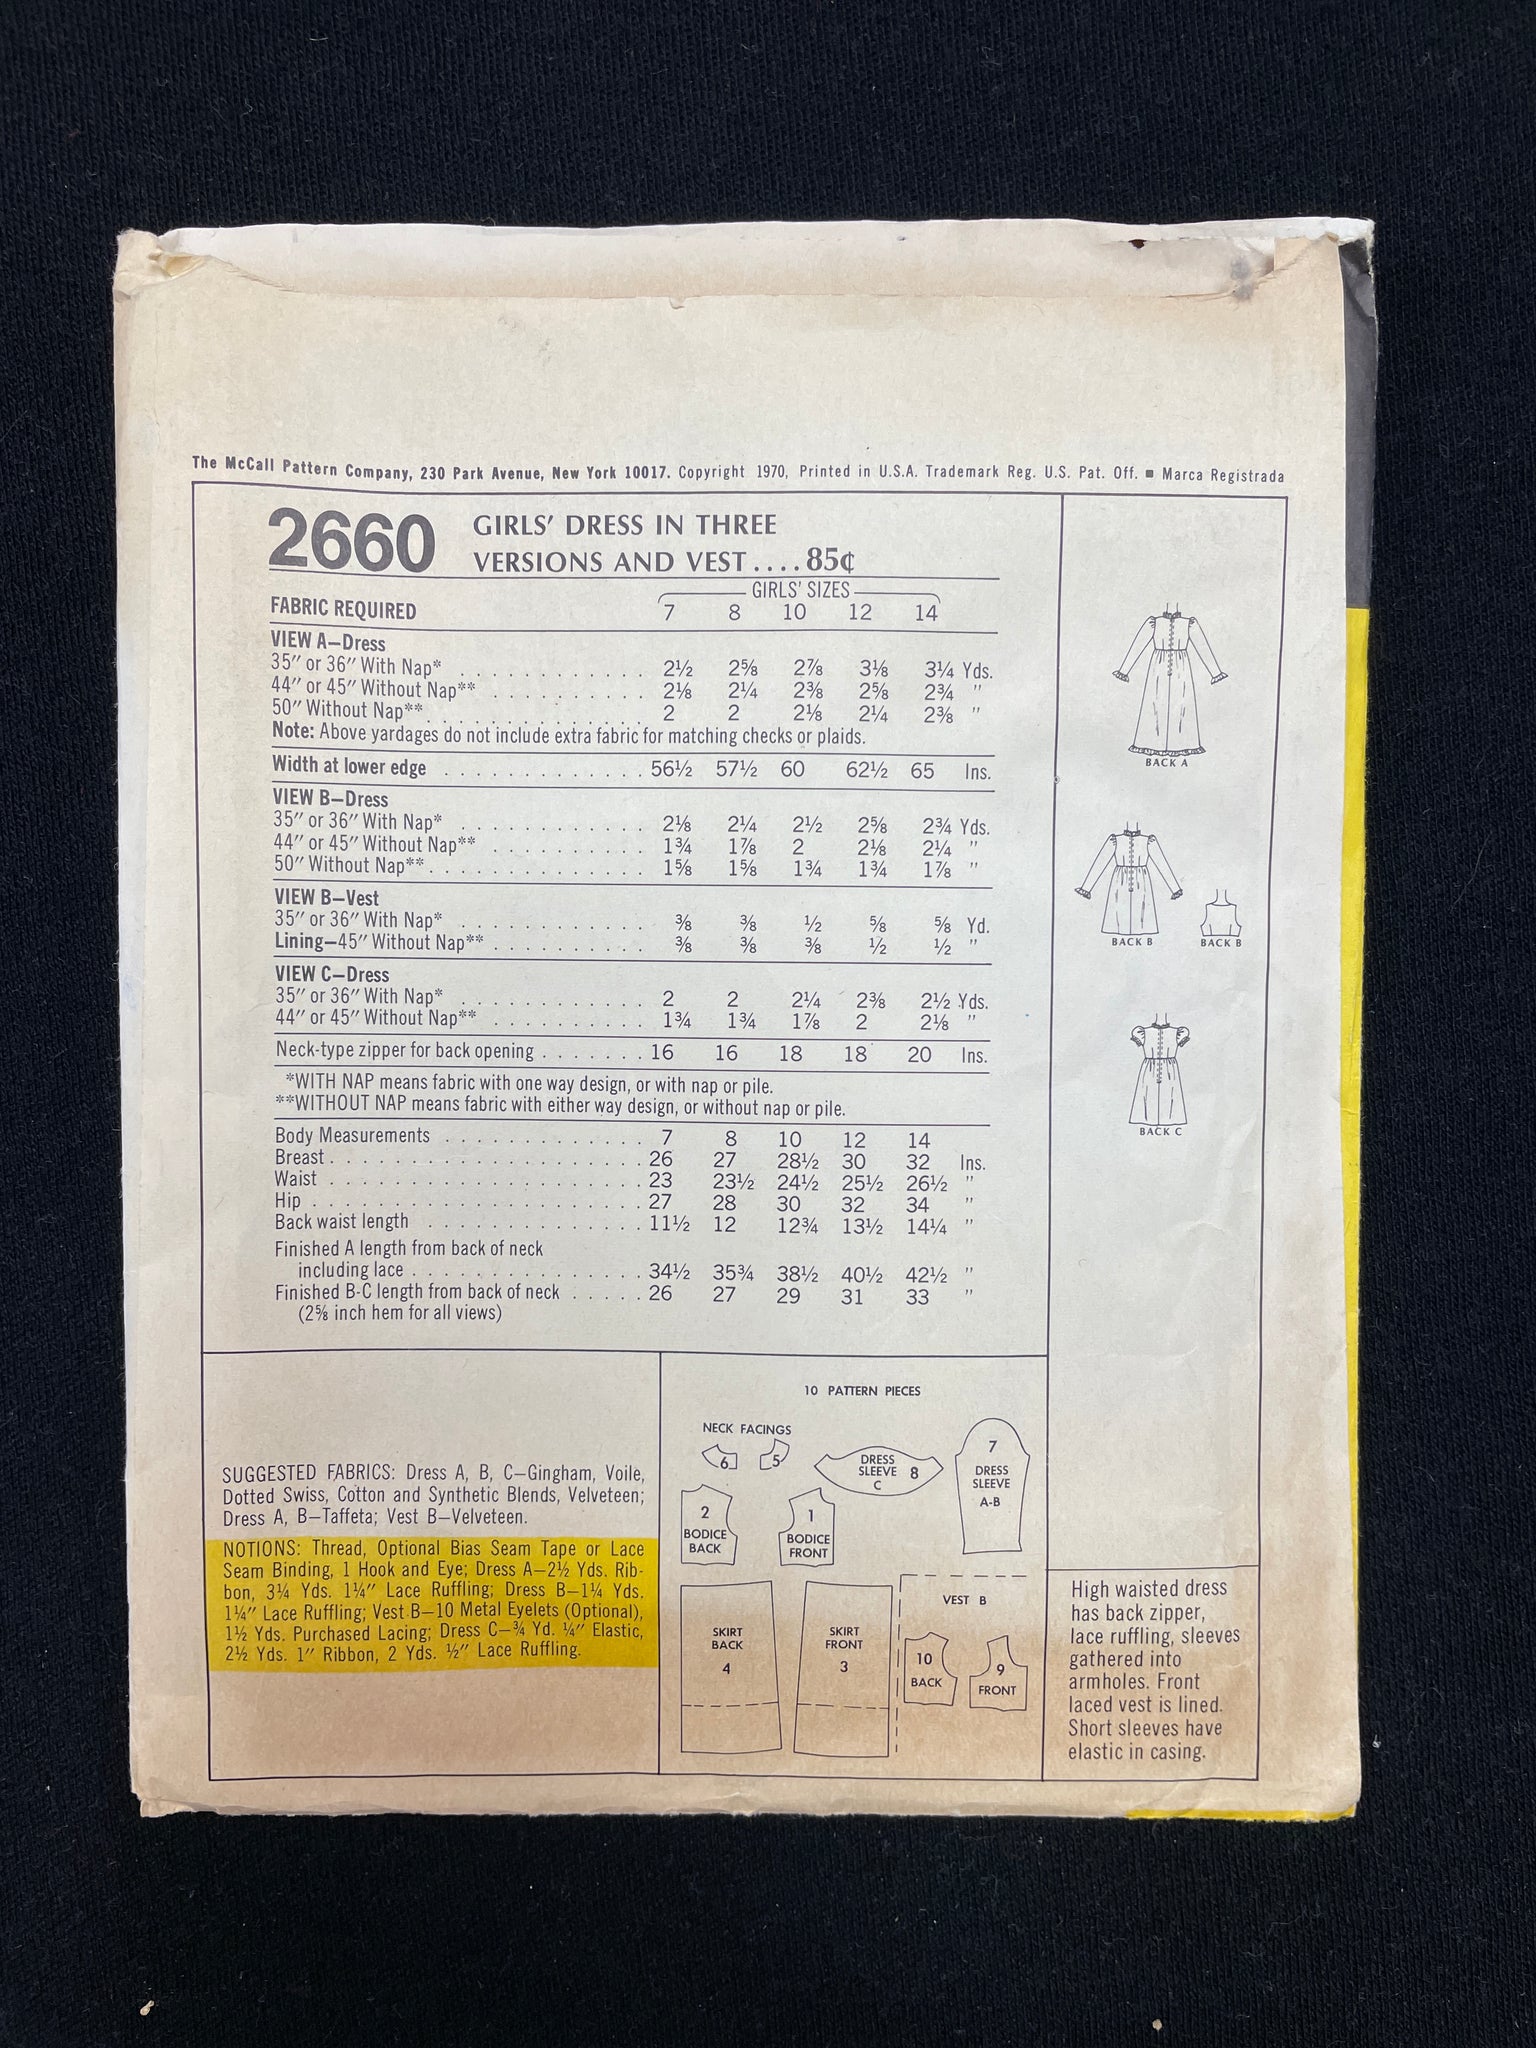 The McCall Pattern Company, 230 Park Avenue, New York 10017. Copyright 1970, Printed in U.S.A. Trademark Reg. U.S. Pat. Off. ■ Marca Registrada
2660
GIRLS' DRESS IN THREE
VERSIONS AND VEST .... 85¢
GIRLS' SIZES
FABRIC REQUIRED 7 8 10 12 14
VIEW A—Dress
35" or 36" With Nap* . . . . . . . . . . . . 2½ 2⅝ 2⅞ 3⅛ 3¼ Yds.
44" or 45" Without Nap** . . . . . . . . . . 2⅛ 2¼ 2⅜ 2⅝ 2¾ "
50" Without Nap** . . . . . . . . . . . . . 2 2 2⅛ 2¼ 2⅜ "
Note: Above yardages do not include extra fabric for matching checks or plaids.
Width at lower edge . . . . . . . . . . . . . 56½ 57½ 60 62½ 65 Ins.
VIEW B—Dress
35" or 36" With Nap* . . . . . . . . . . . . 2⅛ 2¼ 2½ 2⅝ 2¾ Yds.
44" or 45" Without Nap** . . . . . . . . . . 1¾ 1⅞ 2 2⅛ 2¼ "
50" Without Nap** . . . . . . . . . . . . . 1⅝ 1⅝ 1¾ 1¾ 1⅞ "
VIEW B—Vest
35" or 36" With Nap* . . . . . . . . . . . . ⅜ ⅜ ½ ⅝ ⅝ Yd.
Lining—45" Without Nap** . . . . . . . . . . ⅜ ⅜ ⅜ ½ ½ "
VIEW C—Dress
35" or 36" With Nap* . . . . . . . . . . . . 2 2 2¼ 2⅜ 2½ Yds.
44" or 45" Without Nap** . . . . . . . . . . 1¾ 1¾ 1⅞ 2 2⅛ "
Neck-type zipper for back opening . . . . . . . 16 16 18 18 20 Ins.
*WITH NAP means fabric with one way design, or with nap or pile.
**WITHOUT NAP means fabric with either way design, or without nap or pile.
Body Measurements . . . . . . . . . . . . . 7 8 10 12 14
Breast . . . . . . . . . . . . . . . . . . . . 26 27 28½ 30 32 Ins.
Waist . . . . . . . . . . . . . . . . . . . . 23 23½ 24½ 25½ 26½ "
Hip . . . . . . . . . . . . . . . . . . . . . 27 28 30 32 34 "
Back waist length . . . . . . . . . . . . . . 11½ 12 12¾ 13½ 14¼ "
Finished A length from back of neck
including lace . . . . . . . . . . . . . . 34½ 35¾ 38½ 40½ 42½ "
Finished B-C length from back of neck . . . . . 26 27 29 31 33 "
(2⅝ inch hem for all views)
BACK A
BACK B
BACK B
BACK C
SUGGESTED FABRICS: Dress A, B, C—Gingham, Voile,
Dotted Swiss, Cotton and Synthetic Blends, Velveteen;
Dress A, B—Taffeta; Vest B—Velveteen.
NOTIONS: Thread, Optional Bias Seam Tape or Lace
Seam Binding, 1 Hook and Eye; Dress A—2½ Yds. Rib-
bon, 3¼ Yds. 1¼" Lace Ruffling; Dress B—1¼ Yds.
1¼" Lace Ruffling; Vest B—10 Metal Eyelets (Optional),
1½ Yds. Purchased Lacing; Dress C—¾ Yd. ¼" Elastic,
2½ Yds. 1" Ribbon, 2 Yds. ½" Lace Ruffling.
10 PATTERN PIECES
NECK FACINGS
6
5
DRESS
SLEEVE 8
C
7
DRESS
SLEEVE
A-B
2
BODICE
BACK
1
BODICE
FRONT
SKIRT
BACK
4
SKIRT
FRONT
3
VEST B
10
BACK
9
FRONT
High waisted dress
has back zipper,
lace ruffling, sleeves
gathered into
armholes. Front
laced vest is lined.
Short sleeves have
elastic in casing.